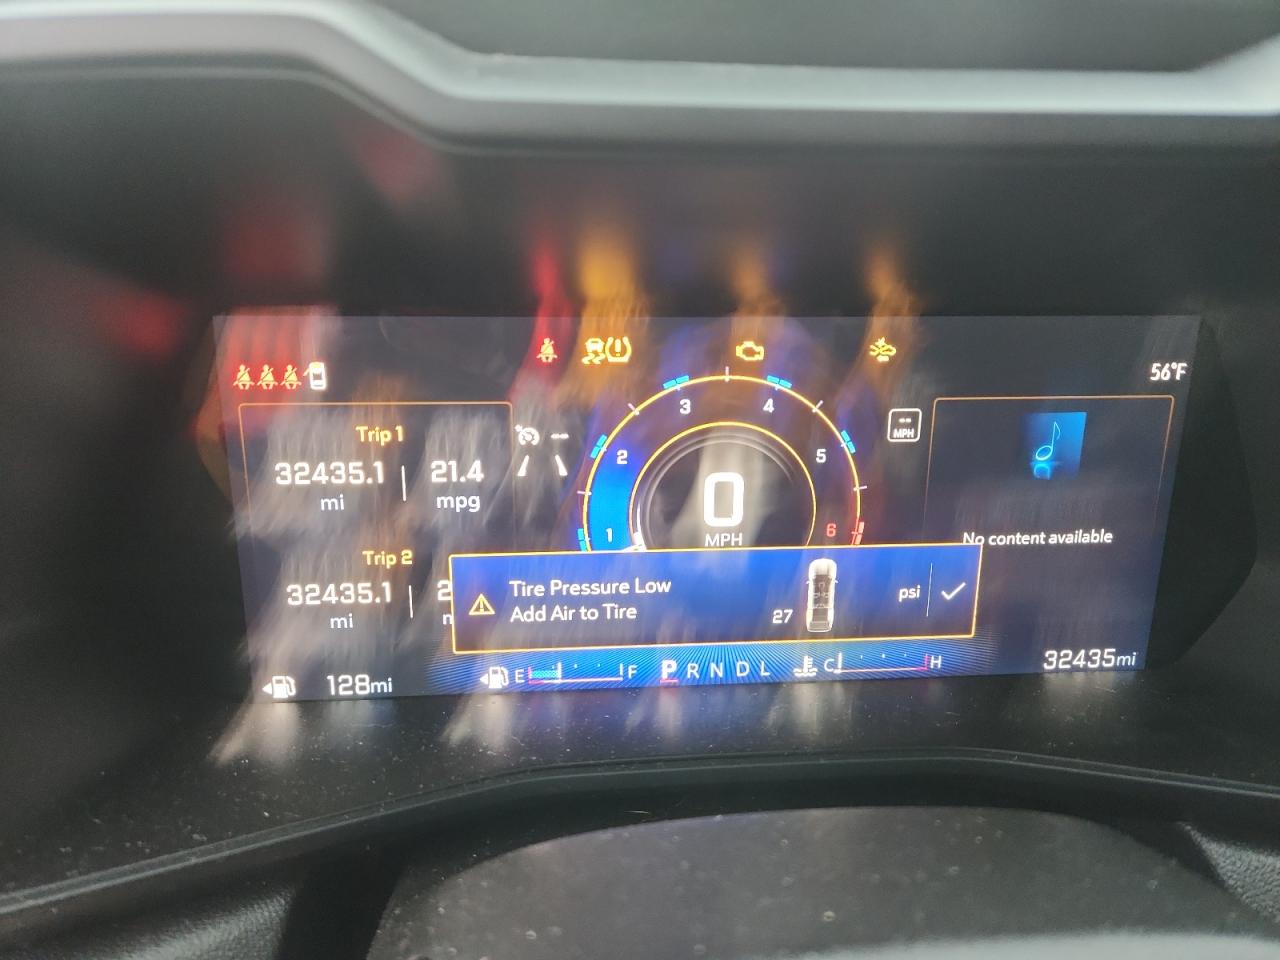 56°F
Trip 1
32435.1 | 21.4
mi mpg
Trip 2
32435.1 | 2
mi
--
-- MPH
1 2 3 4 5 6
0
MPH
No content available
Tire Pressure Low
Add Air to Tire
27
psi
E F
P R N D L
C H
128mi
32435mi